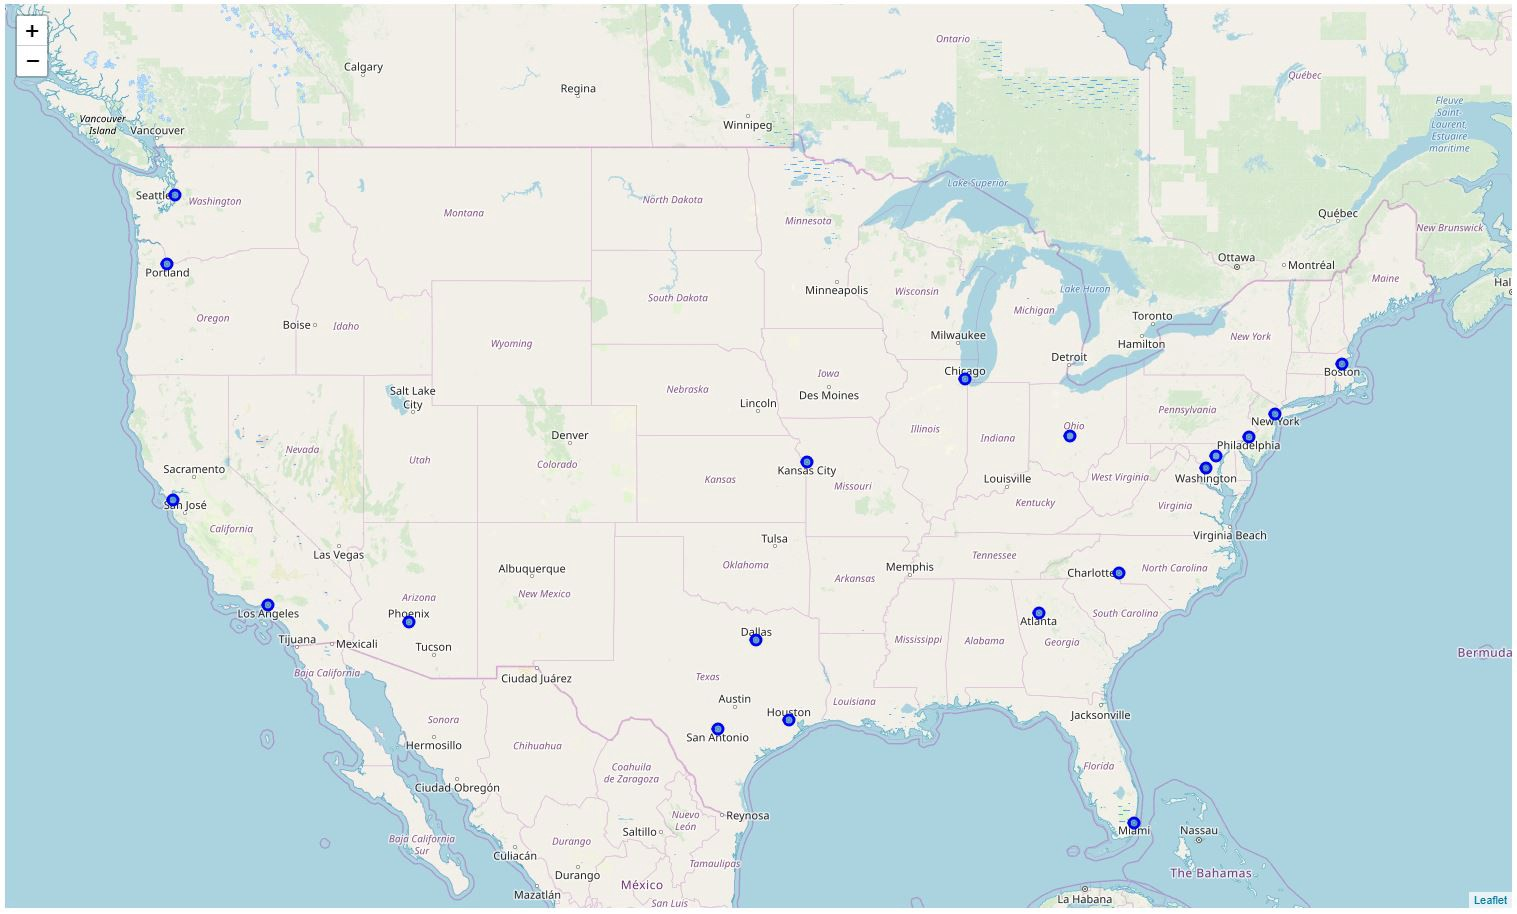 +
−
Calgary
Regina
Winnipeg
Ontario
Québec
Fleuve
Saint-
Laurent,
Estuaire
maritime
Vancouver
Island
Vancouver
Seattle
Washington
Montana
North Dakota
Minnesota
Lake Superior
Québec
New Brunswick
Portland
Ottawa
Montréal
Maine
Hal
Oregon
Boise
Idaho
Wyoming
South Dakota
Minneapolis
Wisconsin
Michigan
Lake Huron
Toronto
Hamilton
New York
Milwaukee
Detroit
Chicago
Boston
Salt Lake
City
Nebraska
Iowa
Des Moines
Lincoln
Pennsylvania
New York
Philadelphia
Ohio
Illinois
Indiana
Denver
Colorado
Nevada
Utah
Sacramento
San José
California
Kansas City
Kansas
Missouri
Louisville
Kentucky
West Virginia
Washington
Virginia
Virginia Beach
Las Vegas
Albuquerque
New Mexico
Arizona
Phoenix
Tulsa
Oklahoma
Arkansas
Memphis
Tennessee
Charlotte
North Carolina
South Carolina
Los Angeles
Tijuana
Mexicali
Tucson
Baja California
Dallas
Mississippi
Alabama
Atlanta
Georgia
Bermuda
Ciudad Juárez
Texas
Austin
Houston
Louisiana
San Antonio
Jacksonville
Sonora
Hermosillo
Chihuahua
Coahuila
de Zaragoza
Ciudad Obregón
Florida
Nuevo
León
Reynosa
Saltillo
Durango
Baja California
Sur
Culiacán
Durango
Tamaulipas
Miami
Nassau
The Bahamas
Mazatlán
México
San Luis
La Habana
Leaflet